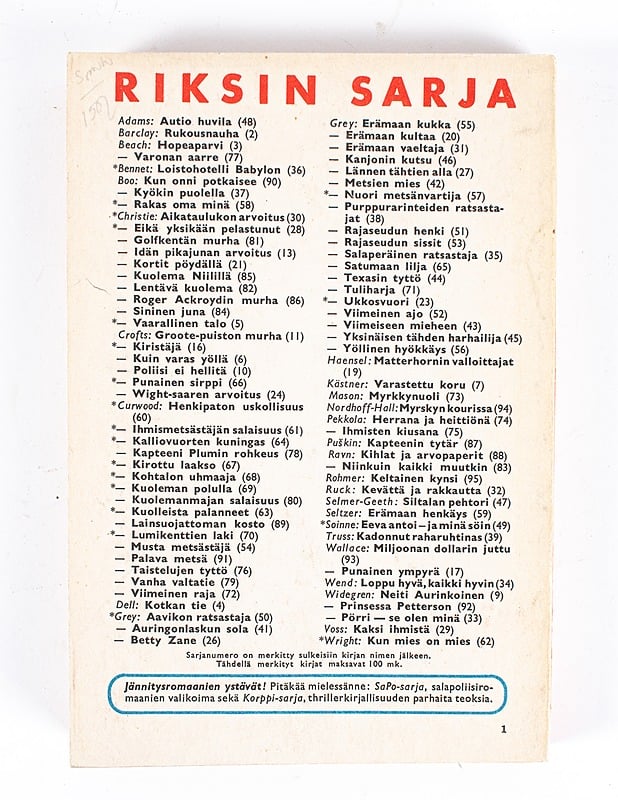 RIKSIN SARJA
Adams: Autio huvila (48)
Barclay: Rukousnauha (2)
Beach: Hopeaparvi (3)
— Varonan aarre (77)
*Bennet: Loistohotelli Babylon (36)
Boo: Kun onni potkaisee (90)
— Kyökin puolella (37)
*— Rakas oma minä (58)
*Christie: Aikataulukon arvoitus (30)
*— Eikä yksikään pelastunut (28)
— Golfkentän murha (81)
— Idän pikajunan arvoitus (13)
— Kortit pöydällä (21)
— Kuolema Niilillä (85)
— Lentävä kuolema (82)
— Roger Ackroydin murha (86)
— Sininen juna (84)
*— Vaarallinen talo (5)
Crofts: Groote-puiston murha (11)
*— Kiristäjä (16)
— Kuin varas yöllä (6)
— Poliisi ei hellitä (10)
*— Punainen sirppi (66)
— Wight-saaren arvoitus (24)
*Curwood: Henkipaton uskollisuus
(60)
*— Ihmismetsästäjän salaisuus (61)
*— Kalliovuorten kuningas (64)
— Kapteeni Plumin rohkeus (78)
*— Kirottu laakso (67)
*— Kohtalon uhmaaja (68)
*— Kuoleman polulla (69)
— Kuolemanmajan salaisuus (80)
*— Kuolleista palanneet (63)
— Lainsuojattoman kosto (89)
*— Lumikenttien laki (70)
— Musta metsästäjä (54)
— Palava metsä (91)
— Taistelujen tyttö (76)
— Vanha valtatie (79)
— Viimeinen raja (72)
Dell: Kotkan tie (4)
*Grey: Aavikon ratsastaja (50)
— Auringonlaskun sola (41)
— Betty Zane (26)
Grey: Erämaan kukka (55)
— Erämaan kultaa (20)
— Erämaan vaeltaja (31)
— Kanjonin kutsu (46)
— Lännen tähtien alla (27)
— Metsien mies (42)
*— Nuori metsänvartija (57)
— Purppurarinteiden ratsasta-
jat (38)
— Rajaseudun henki (51)
— Rajaseudun sissit (53)
— Salaperäinen ratsastaja (35)
— Satumaan lilja (65)
— Texasin tyttö (44)
— Tuliharja (71)
*— Ukkosvuori (23)
— Viimeinen ajo (52)
— Viimeiseen mieheen (43)
— Yksinäisen tähden harhailija (45)
— Yöllinen hyökkäys (56)
Haensel: Matterhornin valloittajat
(19)
Kästner: Varastettu koru (7)
Mason: Myrkkynuoli (73)
Nordhoff-Hall: Myrskyn kourissa (94)
Pekkola: Herrana ja heittiönä (74)
— Ihmisten kiusana (75)
Puškin: Kapteenin tytär (87)
Ravn: Kihlat ja arvopaperit (88)
— Niinkuin kaikki muutkin (83)
Rohmer: Keltainen kynsi (95)
Ruck: Kevättä ja rakkautta (32)
Selmer-Geeth: Siltalan pehtori (47)
Seltzer: Erämaan henkäys (59)
*Soinne: Eeva antoi – ja minä söin (49)
Truss: Kadonnut raharuhtinas (39)
Wallace: Miljoonan dollarin juttu
(93)
— Punainen ympyrä (17)
Wend: Loppu hyvä, kaikki hyvin (34)
Widegren: Neiti Aurinkoinen (9)
— Prinsessa Petterson (92)
— Pörri — se olen minä (33)
Voss: Kaksi ihmistä (29)
*Wright: Kun mies on mies (62)
Sarjanumero on merkitty sulkeisiin kirjan nimen jälkeen.
Tähdellä merkityt kirjat maksavat 100 mk.
Jännitysromaanien ystävät! Pitäkää mielessänne: SaPo-sarja, salapoliisiro-
maanien valikoima sekä Korppi-sarja, thrillerkirjallisuuden parhaita teoksia.
1